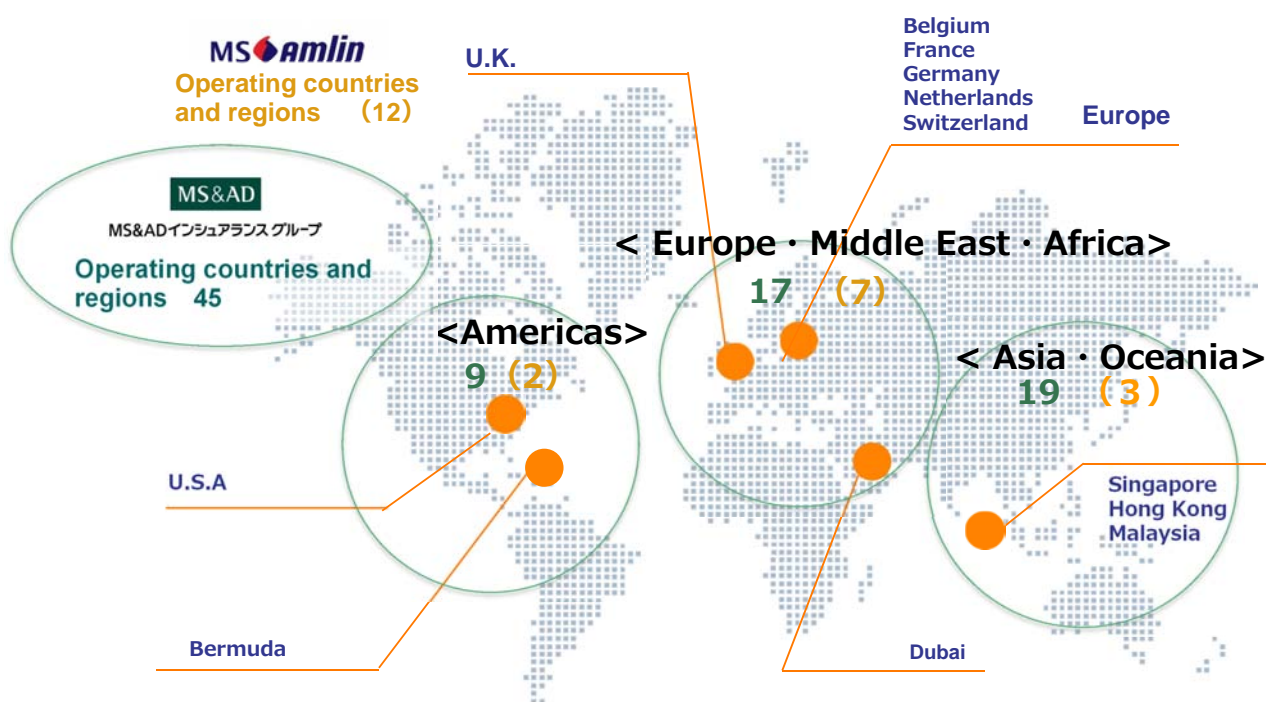 MS amlin
Operating countries
and regions （12）
U.K.
Belgium
France
Germany
Netherlands
Switzerland
Europe
MS&AD
MS&ADインシュアランス グループ
Operating countries and
regions 45
< Europe・Middle East・Africa>
17 （7）
<Americas>
9 （2）
< Asia・Oceania>
19 （3）
U.S.A
Singapore
Hong Kong
Malaysia
Bermuda
Dubai